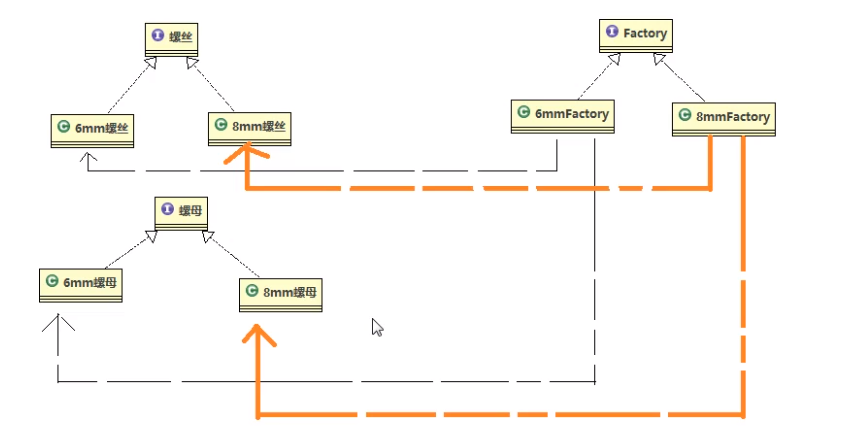 I 螺丝
I Factory
C 6mm螺丝
C 8mm螺丝
C 6mmFactory
C 8mmFactory
I 螺母
C 6mm螺母
C 8mm螺母